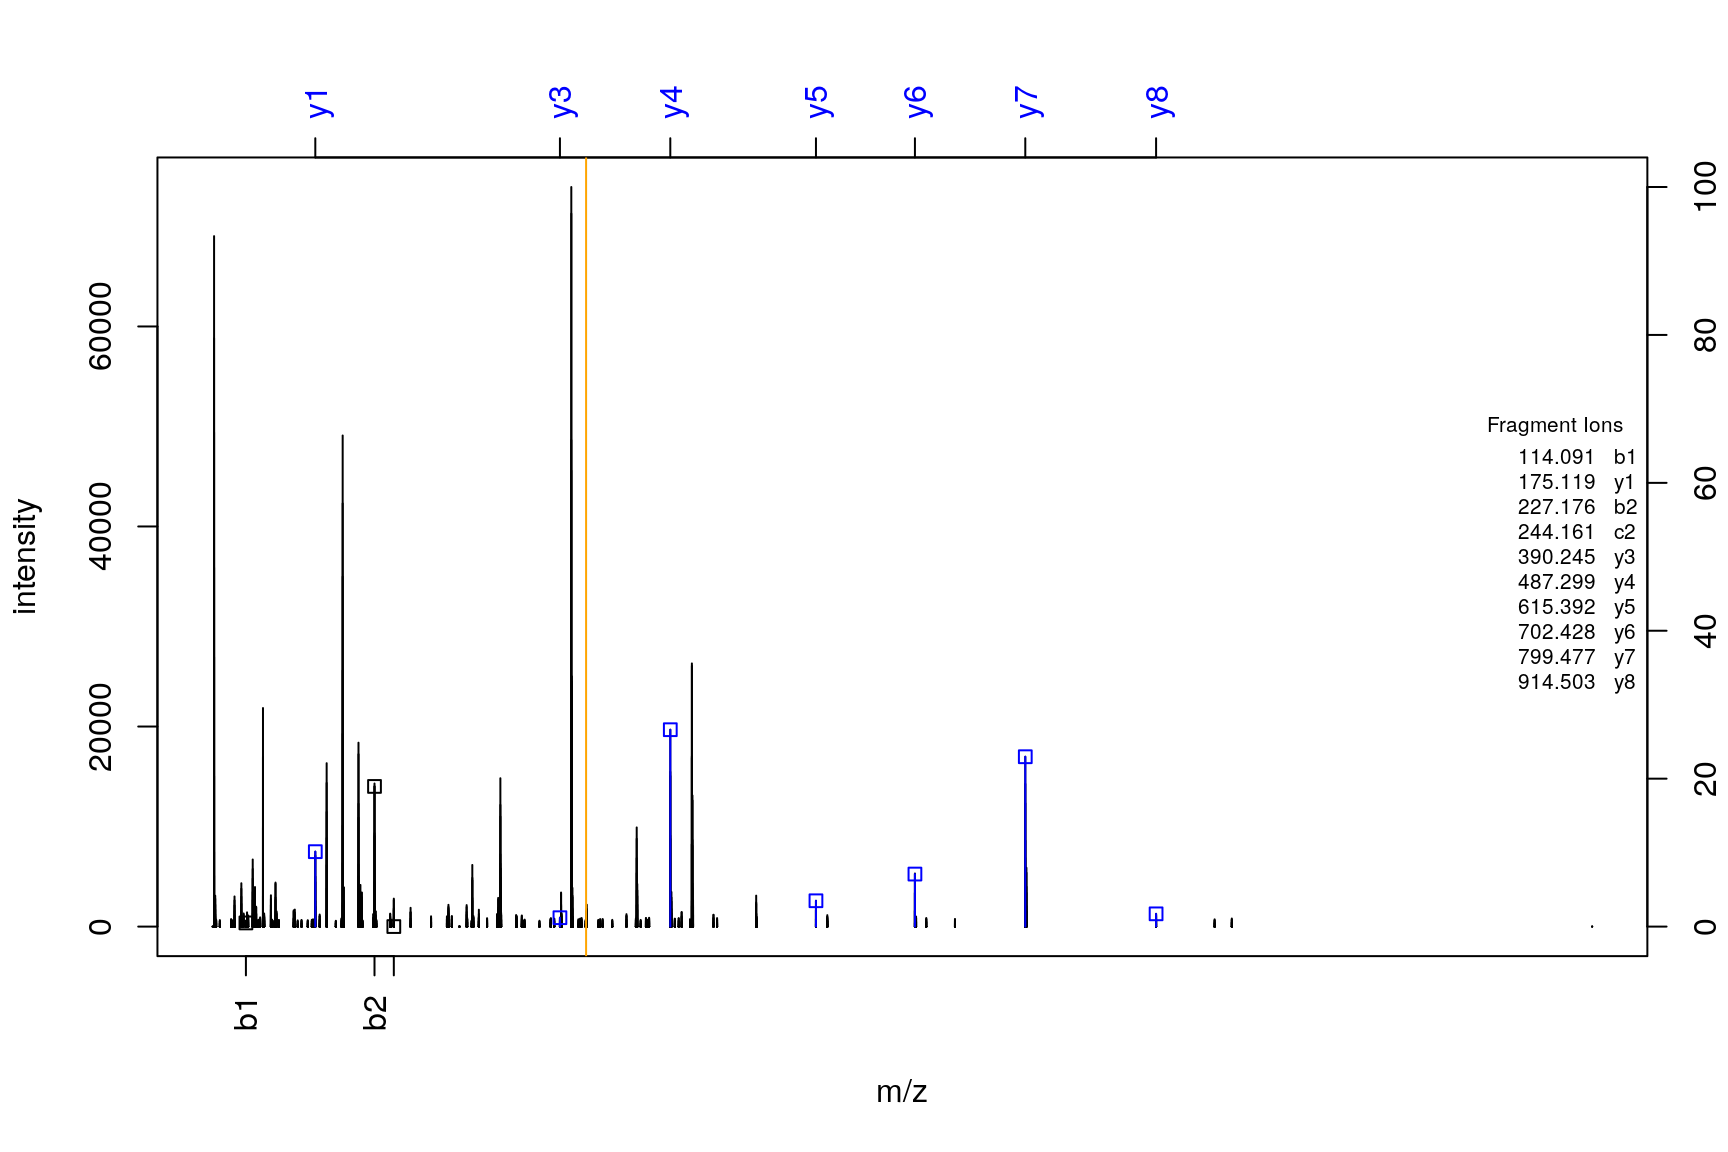 y1 y3 y4 y5 y6 y7 y8
100
80
60
40
20
0
60000
40000
20000
0
intensity
Fragment Ions
114.091 b1
175.119 y1
227.176 b2
244.161 c2
390.245 y3
487.299 y4
615.392 y5
702.428 y6
799.477 y7
914.503 y8
b1 b2
m/z